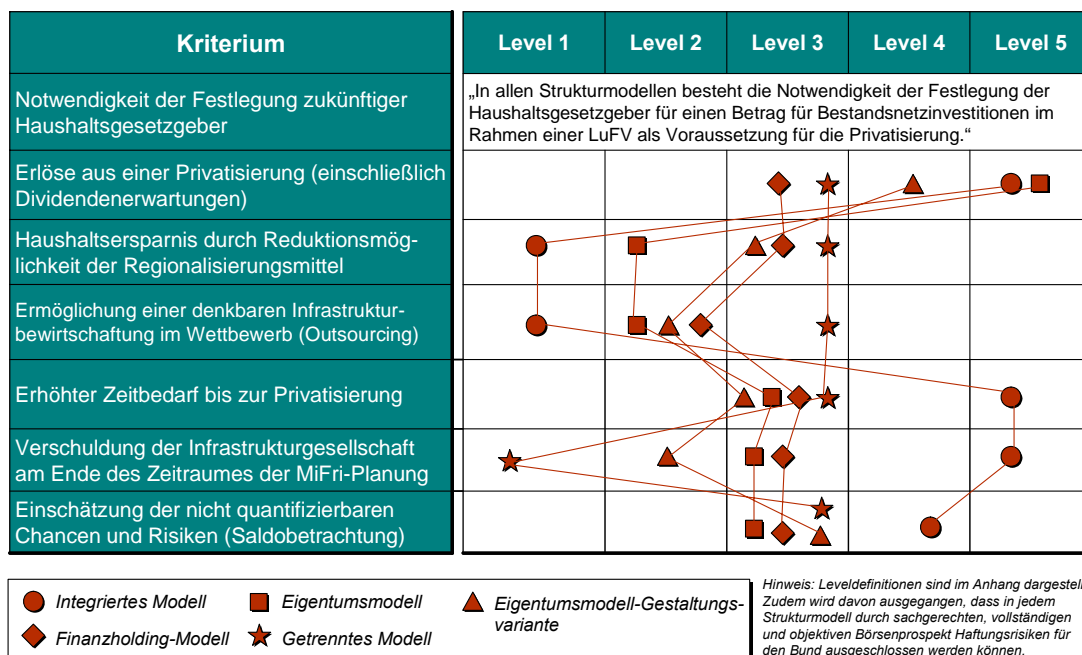 Kriterium
Level 1
Level 2
Level 3
Level 4
Level 5
Notwendigkeit der Festlegung zukünftiger
Haushaltsgesetzgeber
„In allen Strukturmodellen besteht die Notwendigkeit der Festlegung der
Haushaltsgesetzgeber für einen Betrag für Bestandsnetzinvestitionen im
Rahmen einer LuFV als Voraussetzung für die Privatisierung.“
Erlöse aus einer Privatisierung (einschließlich
Dividendenerwartungen)
Haushaltsersparnis durch Reduktionsmög-
lichkeit der Regionalisierungsmittel
Ermöglichung einer denkbaren Infrastruktur-
bewirtschaftung im Wettbewerb (Outsourcing)
Erhöhter Zeitbedarf bis zur Privatisierung
Verschuldung der Infrastrukturgesellschaft
am Ende des Zeitraumes der MiFri-Planung
Einschätzung der nicht quantifizierbaren
Chancen und Risiken (Saldobetrachtung)
Integriertes Modell
Eigentumsmodell
Eigentumsmodell-Gestaltungs-
variante
Finanzholding-Modell
Getrenntes Modell
Hinweis: Leveldefinitionen sind im Anhang dargestell
Zudem wird davon ausgegangen, dass in jedem
Strukturmodell durch sachgerechten, vollständigen
und objektiven Börsenprospekt Haftungsrisiken für
den Bund ausgeschlossen werden können.